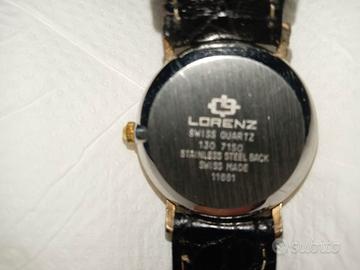 LORENZ
SWISS QUARTZ
130 7150
STAINLESS STEEL BACK
SWISS MADE
11661
subito